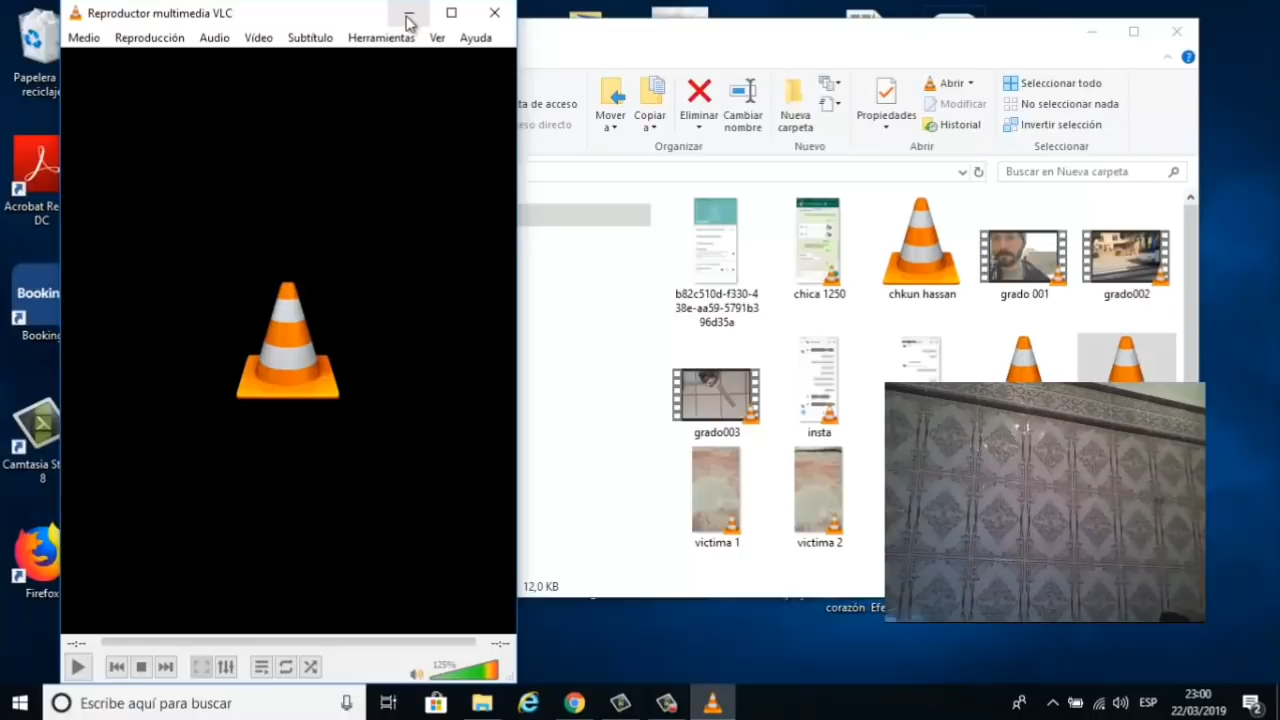 Reproductor multimedia VLC
Medio Reproducción Audio Vídeo Subtítulo Herramientas Ver Ayuda
Papelera
reciclaje
Acrobat Re
DC
Booking
Booking
Camtasia St
8
Firefox
--:-- --:--
125%
ta de acceso
eso directo
Mover
a
Copiar
a
Eliminar
Cambiar
nombre
Organizar
Nueva
carpeta
Nuevo
Propiedades
Abrir
Modificar
Historial
Abrir
Seleccionar todo
No seleccionar nada
Invertir selección
Seleccionar
Buscar en Nueva carpeta
b82c510d-f330-4
38e-aa59-5791b3
96d35a
chica 1250
chkun hassan
grado 001
grado002
grado003
insta
victima 1
victima 2
12,0 KB
corazón Efe
Escribe aquí para buscar
ESP
23:00
22/03/2019
2